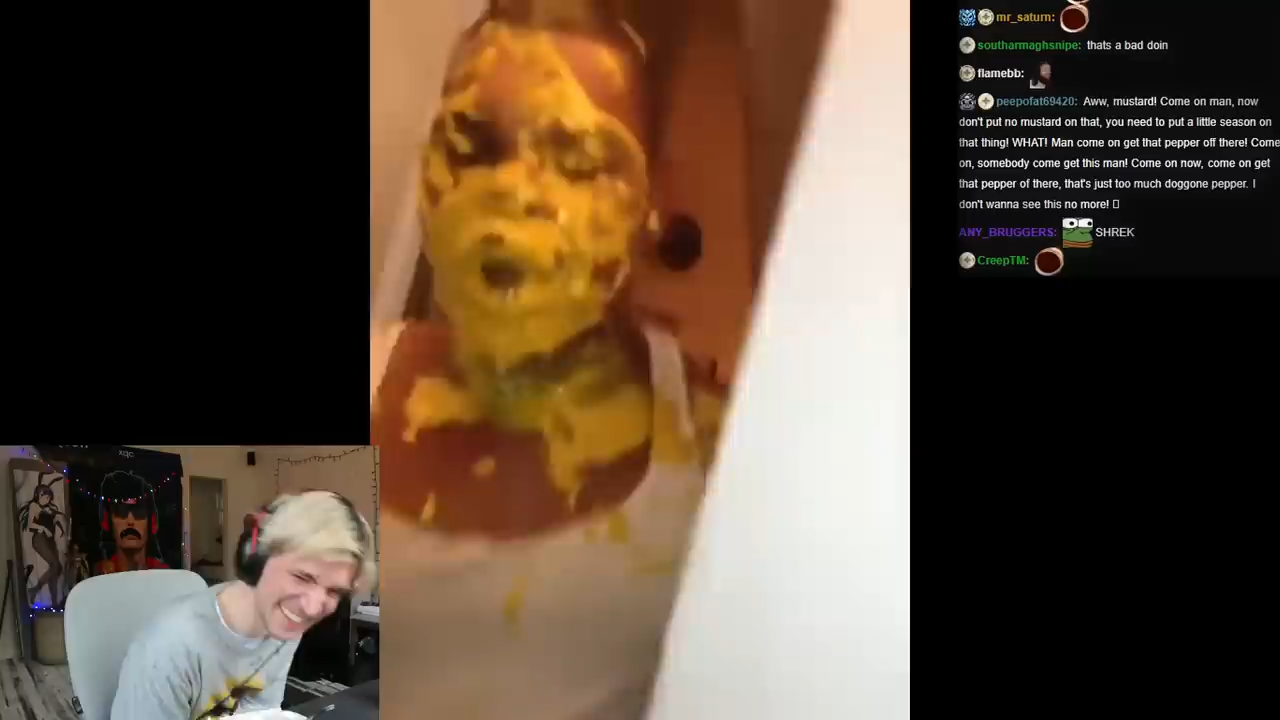 xqc
mr_saturn:
southarmaghsnipe: thats a bad doin
flamebb:
peepofat69420: Aww, mustard! Come on man, now
don't put no mustard on that, you need to put a little season on
that thing! WHAT! Man come on get that pepper off there! Come
on, somebody come get this man! Come on now, come on get
that pepper of there, that's just too much doggone pepper. I
don't wanna see this no more!
ANY_BRUGGERS: SHREK
CreepTM: